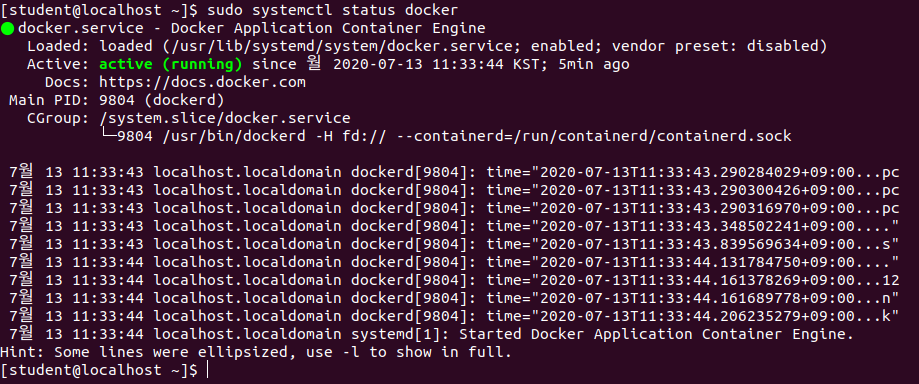 [student@localhost ~]$ sudo systemctl status docker
● docker.service - Docker Application Container Engine
   Loaded: loaded (/usr/lib/systemd/system/docker.service; enabled; vendor preset: disabled)
   Active: active (running) since 월 2020-07-13 11:33:44 KST; 5min ago
     Docs: https://docs.docker.com
 Main PID: 9804 (dockerd)
   CGroup: /system.slice/docker.service
           └─9804 /usr/bin/dockerd -H fd:// --containerd=/run/containerd/containerd.sock

 7월 13 11:33:43 localhost.localdomain dockerd[9804]: time="2020-07-13T11:33:43.290284029+09:00...pc
 7월 13 11:33:43 localhost.localdomain dockerd[9804]: time="2020-07-13T11:33:43.290300426+09:00...pc
 7월 13 11:33:43 localhost.localdomain dockerd[9804]: time="2020-07-13T11:33:43.290316970+09:00...pc
 7월 13 11:33:43 localhost.localdomain dockerd[9804]: time="2020-07-13T11:33:43.348502241+09:00...."
 7월 13 11:33:43 localhost.localdomain dockerd[9804]: time="2020-07-13T11:33:43.839569634+09:00...s"
 7월 13 11:33:44 localhost.localdomain dockerd[9804]: time="2020-07-13T11:33:44.131784750+09:00...."
 7월 13 11:33:44 localhost.localdomain dockerd[9804]: time="2020-07-13T11:33:44.161378269+09:00...12
 7월 13 11:33:44 localhost.localdomain dockerd[9804]: time="2020-07-13T11:33:44.161689778+09:00...n"
 7월 13 11:33:44 localhost.localdomain dockerd[9804]: time="2020-07-13T11:33:44.206235279+09:00...k"
 7월 13 11:33:44 localhost.localdomain systemd[1]: Started Docker Application Container Engine.
Hint: Some lines were ellipsized, use -l to show in full.
[student@localhost ~]$